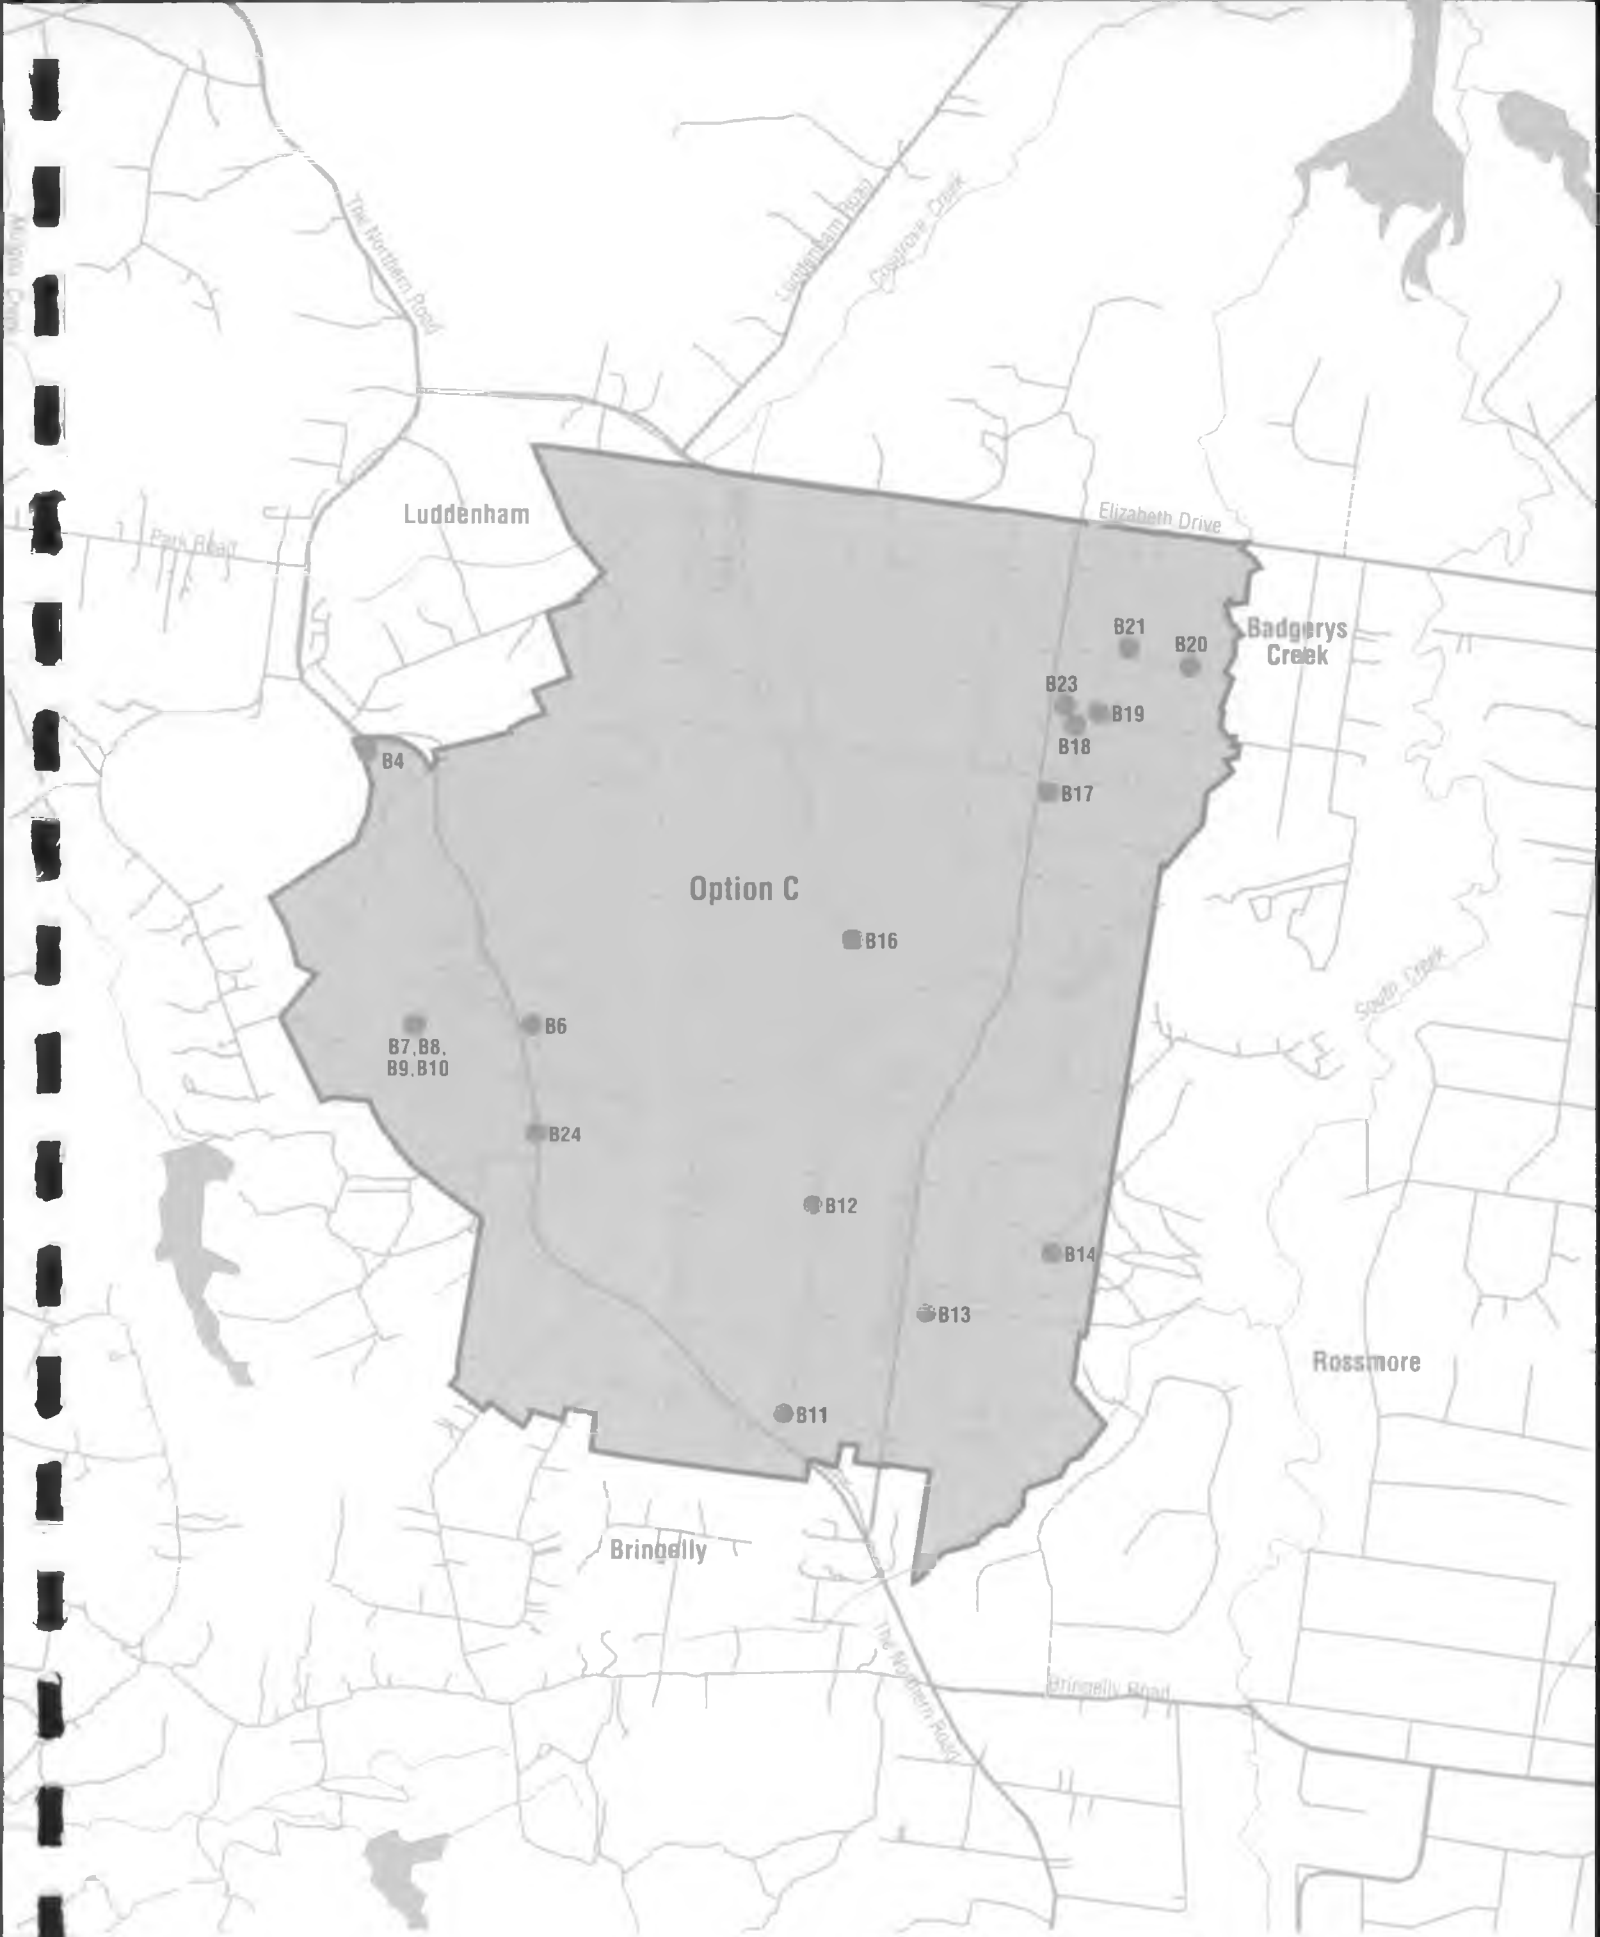 The Northern Road
Luddenham Road
Cosgrove Creek
Luddenham
Park Road
Elizabeth Drive
Badgerys
Creek
B21
B20
B23
B19
B18
B4
B17
Option C
B16
South Creek
B6
B7,B8,
B9,B10
B24
B12
B14
B13
Rossmore
B11
Bringelly
The Northern Road
Bringelly Road